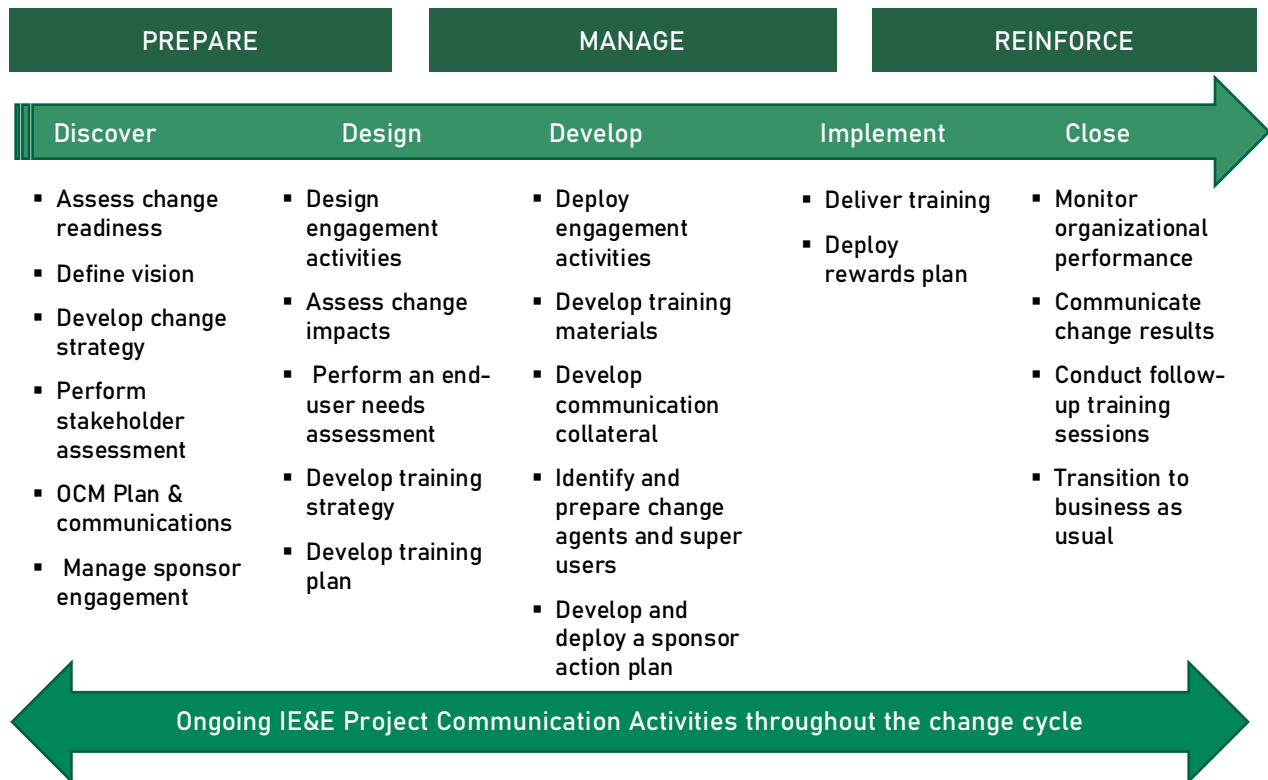 PREPARE
MANAGE
REINFORCE
Discover
Design
Develop
Implement
Close
▪ Assess change
readiness
▪ Define vision
▪ Develop change
strategy
▪ Perform
stakeholder
assessment
▪ OCM Plan &
communications
▪ Manage sponsor
engagement
▪ Design
engagement
activities
▪ Assess change
impacts
▪ Perform an end-
user needs
assessment
▪ Develop training
strategy
▪ Develop training
plan
▪ Deploy
engagement
activities
▪ Develop training
materials
▪ Develop
communication
collateral
▪ Identify and
prepare change
agents and super
users
▪ Develop and
deploy a sponsor
action plan
▪ Deliver training
▪ Deploy
rewards plan
▪ Monitor
organizational
performance
▪ Communicate
change results
▪ Conduct follow-
up training
sessions
▪ Transition to
business as
usual
Ongoing IE&E Project Communication Activities throughout the change cycle